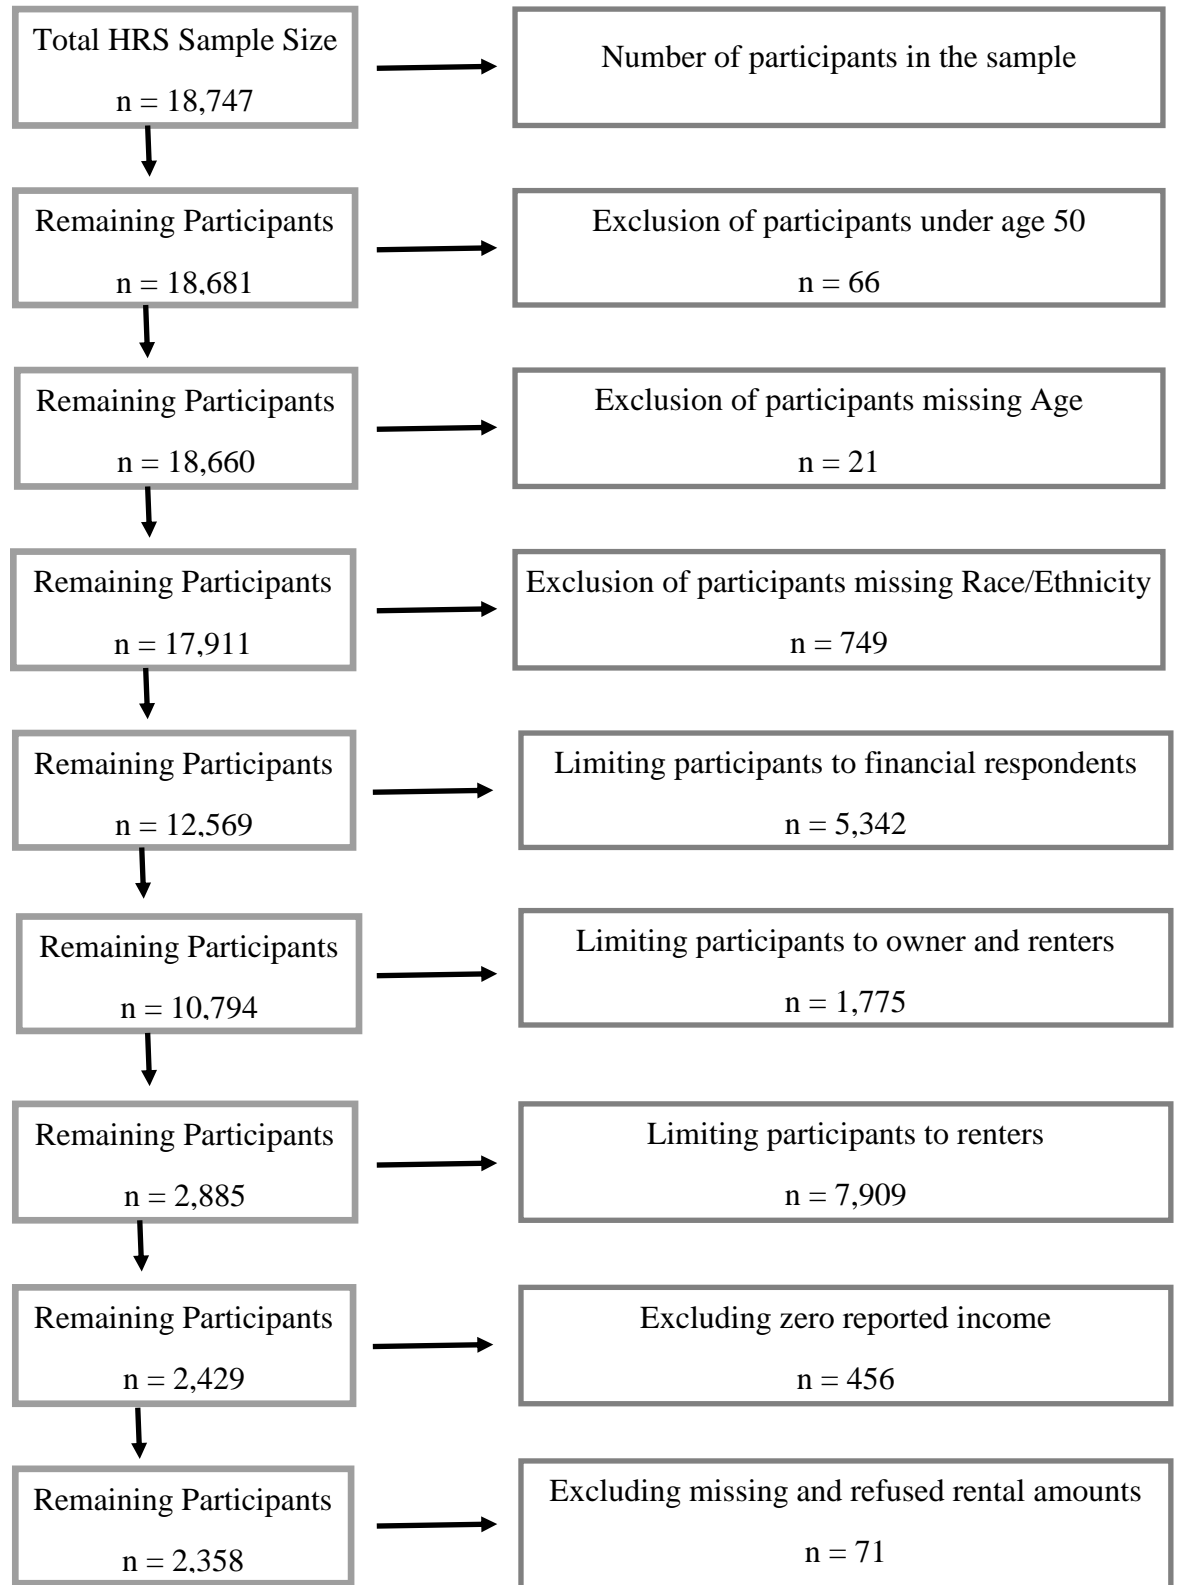 Total HRS Sample Size
n = 18,747
Number of participants in the sample
Remaining Participants
n = 18,681
Exclusion of participants under age 50
n = 66
Remaining Participants
n = 18,660
Exclusion of participants missing Age
n = 21
Remaining Participants
n = 17,911
Exclusion of participants missing Race/Ethnicity
n = 749
Remaining Participants
n = 12,569
Limiting participants to financial respondents
n = 5,342
Remaining Participants
n = 10,794
Limiting participants to owner and renters
n = 1,775
Remaining Participants
n = 2,885
Limiting participants to renters
n = 7,909
Remaining Participants
n = 2,429
Excluding zero reported income
n = 456
Remaining Participants
n = 2,358
Excluding missing and refused rental amounts
n = 71